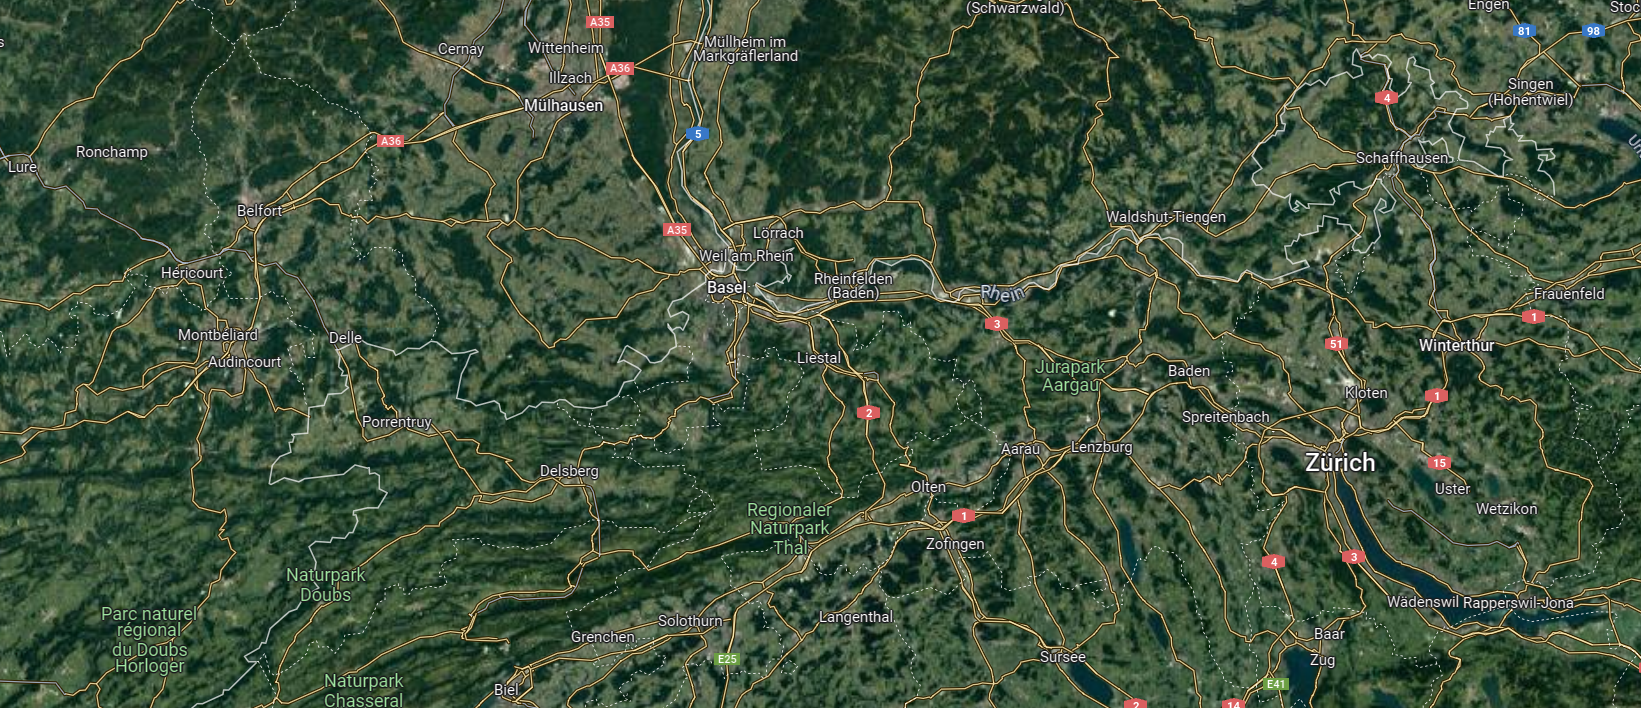 (Schwarzwald)
Engen
81
98
A35
Cernay
Wittenheim
Müllheim im
Markgräflerland
Illzach
A36
Mülhausen
Singen
(Hohentwiel)
4
5
A36
Ronchamp
Lure
Schaffhausen
Belfort
Waldshut-Tiengen
A35
Lörrach
Weil am Rhein
Héricourt
Basel
Rheinfelden
(Baden)
Rhein
Frauenfeld
1
3
Montbéliard
Delle
51
Winterthur
Audincourt
Liestal
Jurapark
Aargau
Baden
Kloten
1
2
Porrentruy
Spreitenbach
Aarau
Lenzburg
Zürich
15
Delsberg
Olten
Uster
Regionaler
Naturpark
Thal
1
Wetzikon
Zofingen
4
3
Naturpark
Doubs
Parc naturel
régional
du Doubs
Horloger
Langenthal
Wädenswil
Rapperswil-Jona
Solothurn
Grenchen
Baar
Zug
E25
Sursee
Naturpark
Chasseral
Biel
E41
2
14